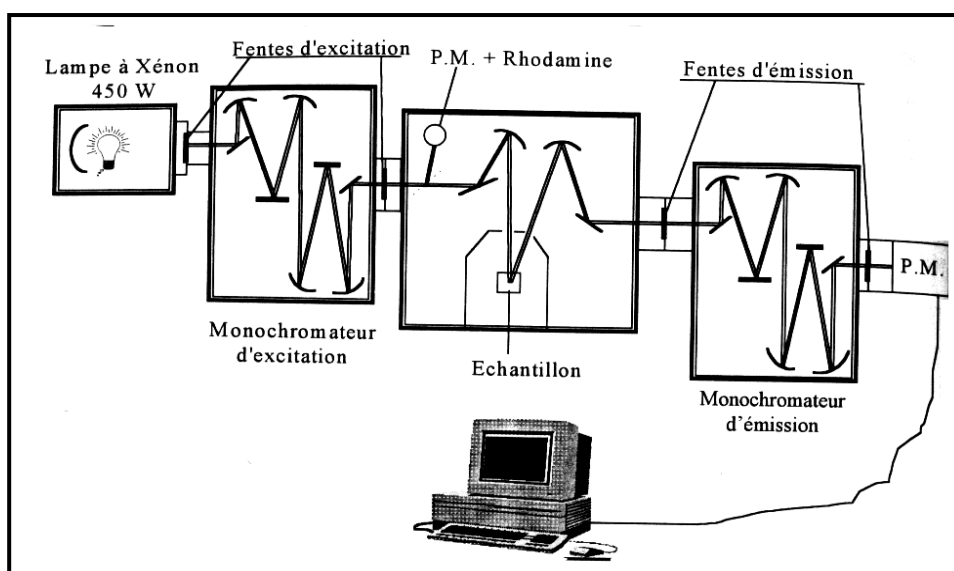 Fentes d'excitation
P.M. + Rhodamine
Lampe à Xénon
450 W
Fentes d'émission
P.M.
Monochromateur
d'excitation
Echantillon
Monochromateur
d'émission